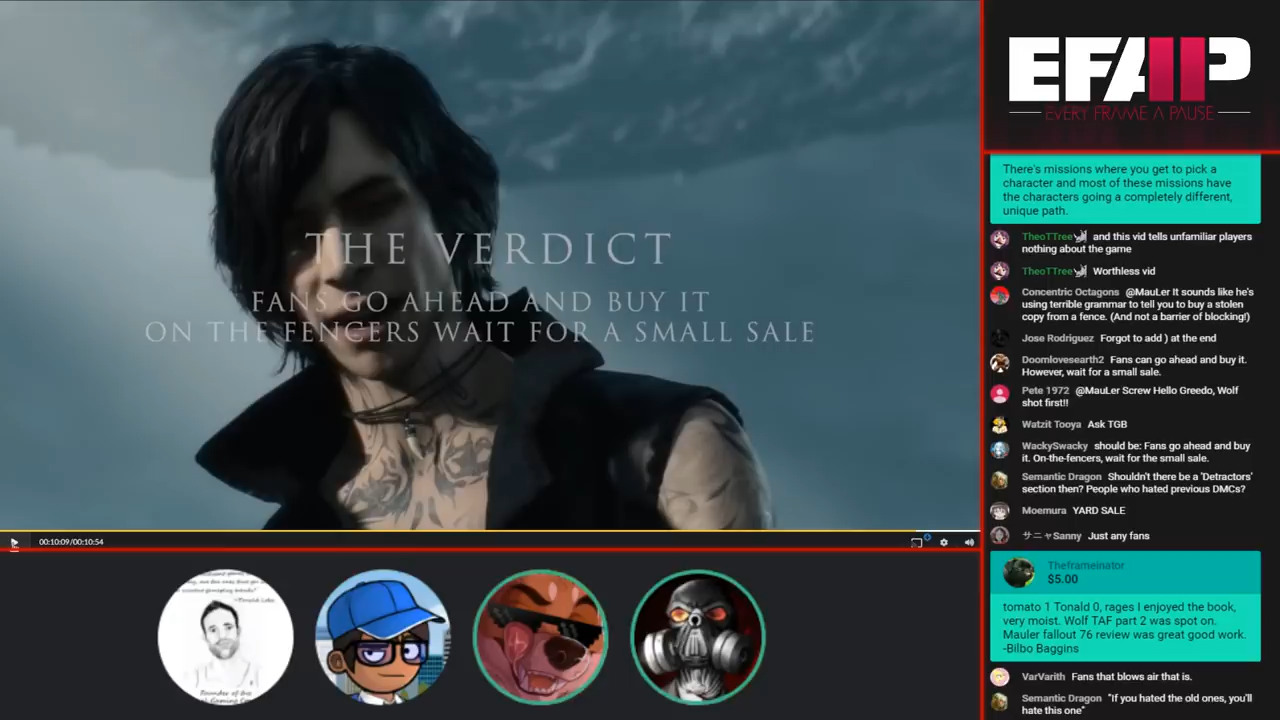 THE VERDICT
FANS GO AHEAD AND BUY IT
ON THE FENCERS WAIT FOR A SMALL SALE
00:10:09/00:10:54
EFAP
EVERY FRAME A PAUSE
There's missions where you get to pick a
character and most of these missions have
the characters going a completely different,
unique path.
TheoTTree and this vid tells unfamiliar players
nothing about the game
TheoTTree Worthless vid
Concentric Octagons @MauLer It sounds like he's
using terrible grammar to tell you to buy a stolen
copy from a fence. (And not a barrier of blocking!)
Jose Rodriguez Forgot to add ) at the end
Doomlovesearth2 Fans can go ahead and buy it.
However, wait for a small sale.
Pete 1972 @MauLer Screw Hello Greedo, Wolf
shot first!!
Watzit Tooya Ask TGB
WackySwacky should be: Fans go ahead and buy
it. On-the-fencers, wait for the small sale.
Semantic Dragon Shouldn't there be a 'Detractors'
section then? People who hated previous DMCs?
Moemura YARD SALE
サニャSanny Just any fans
Theframeinator
$5.00
tomato 1 Tonald 0, rages I enjoyed the book,
very moist. Wolf TAF part 2 was spot on.
Mauler fallout 76 review was great good work.
-Bilbo Baggins
VarVarith Fans that blows air that is.
Semantic Dragon "If you hated the old ones, you'll
hate this one"